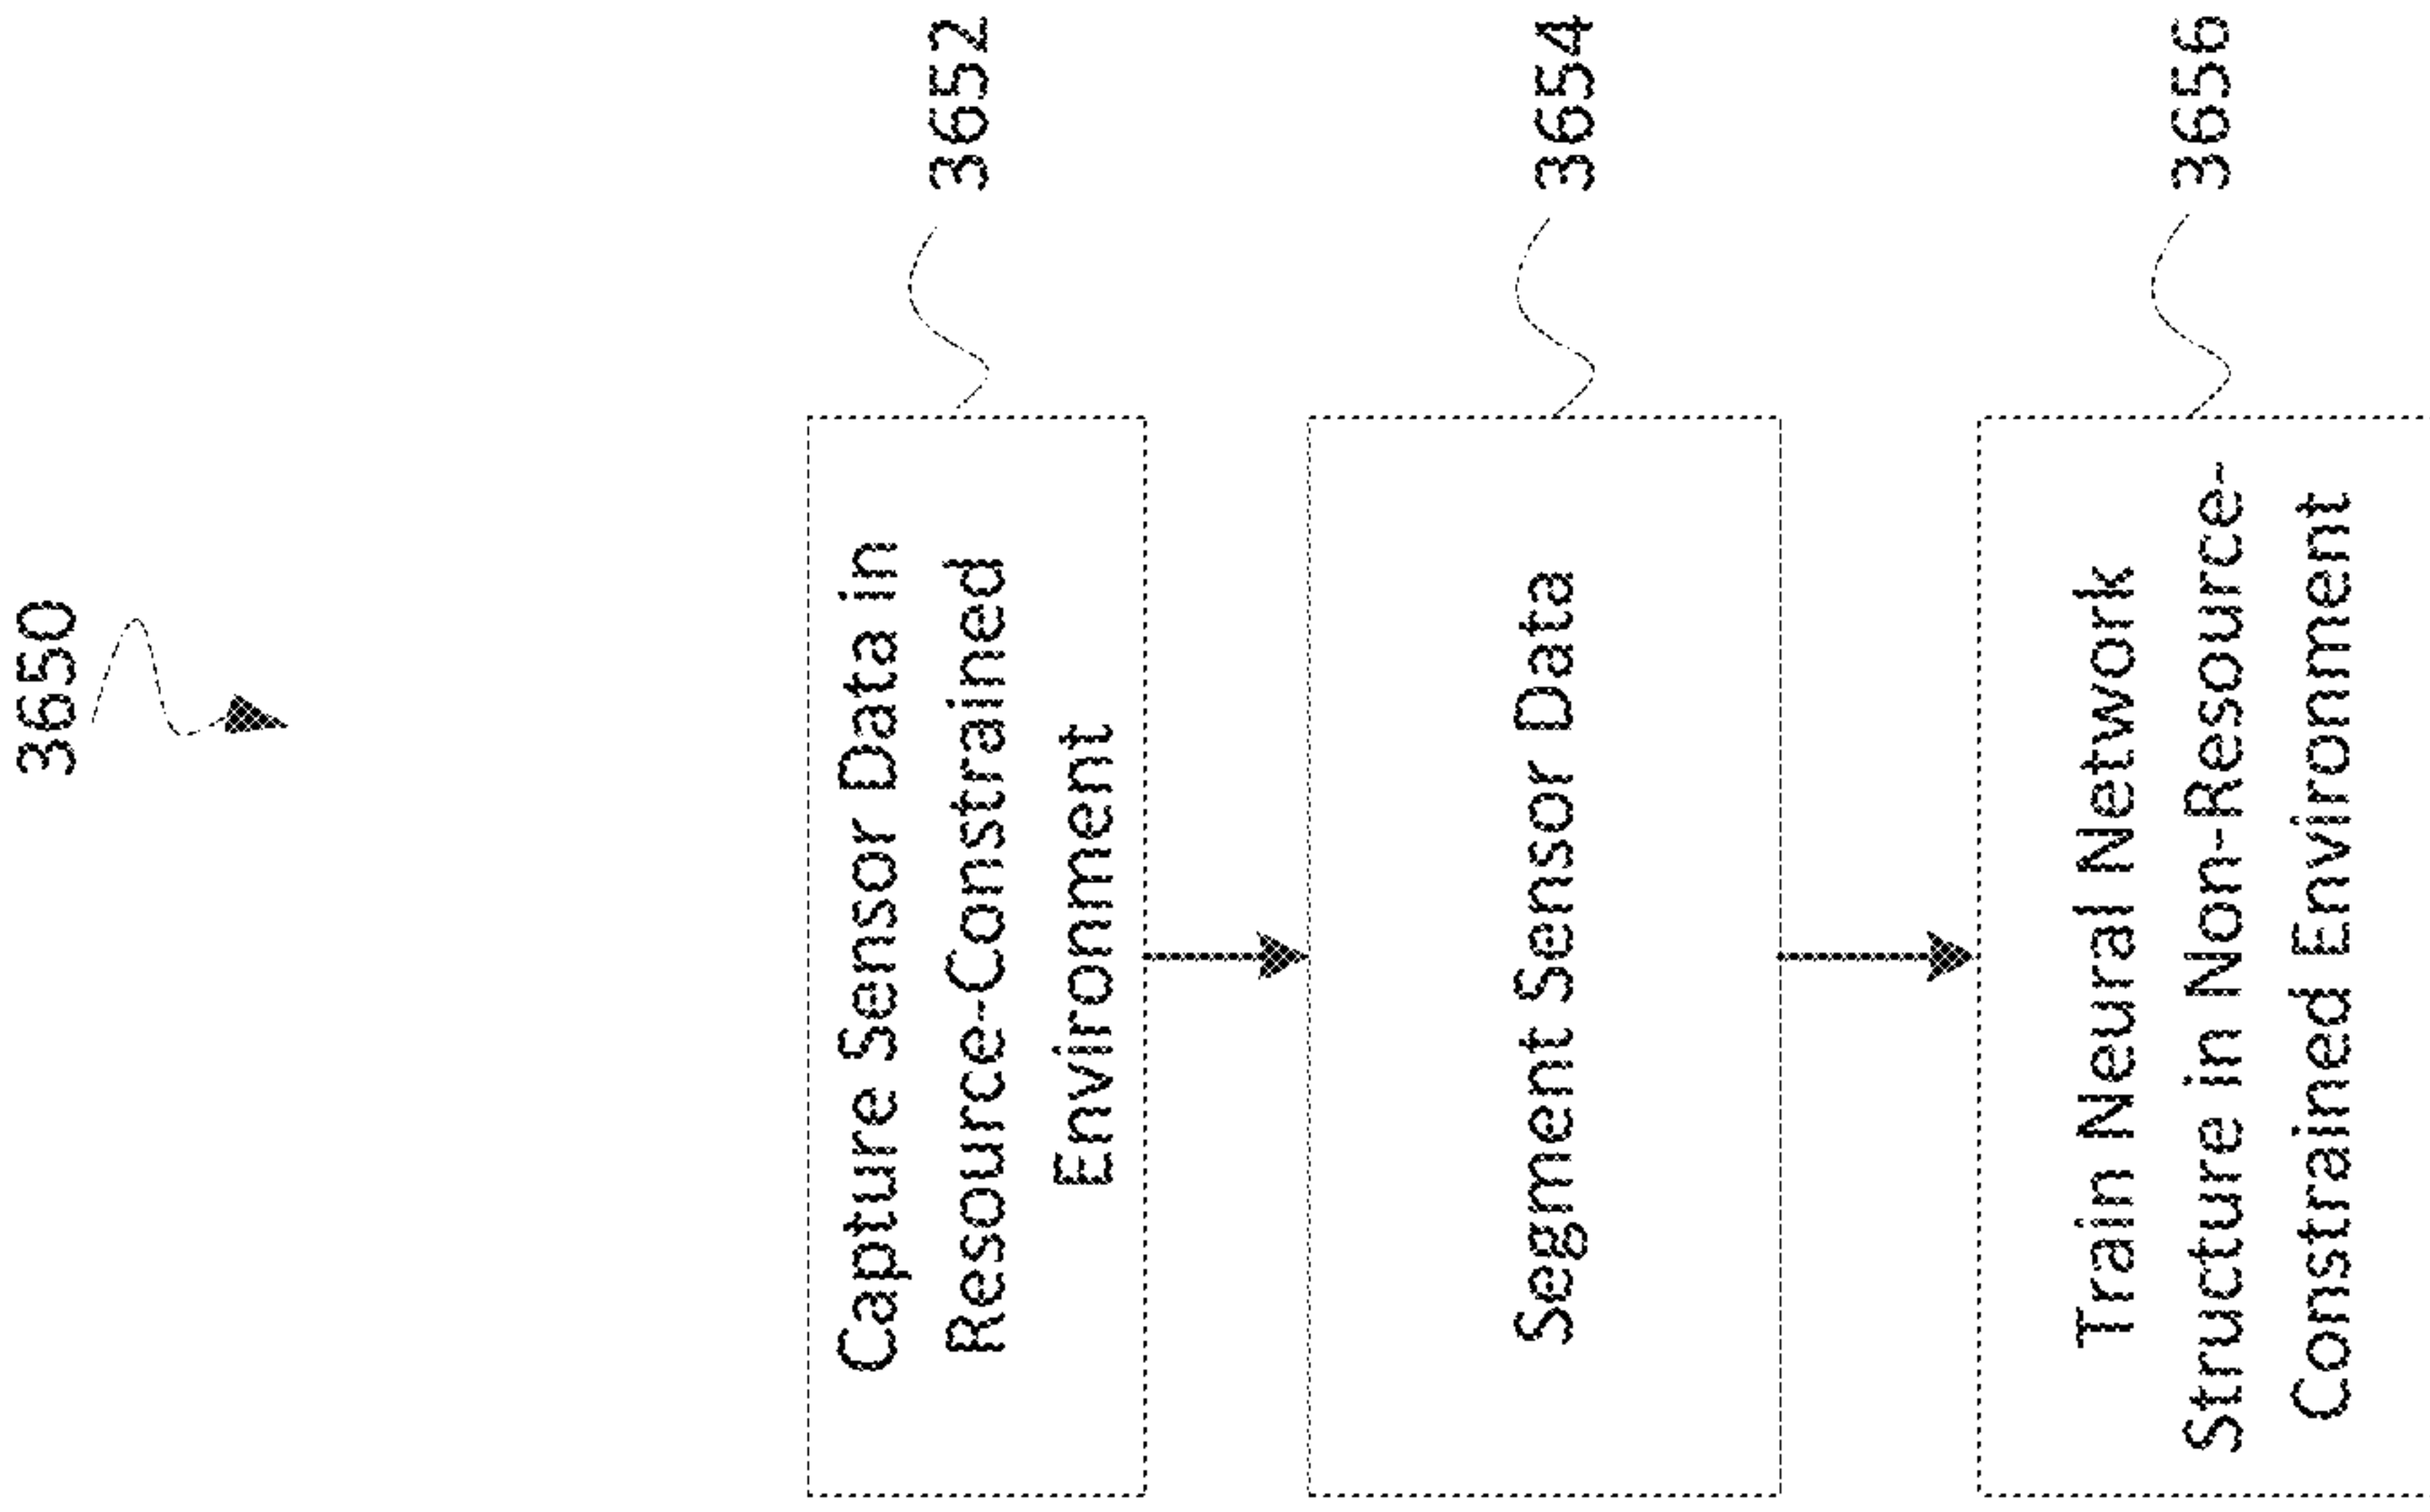 3650
Capture Sensor Data in
Resource-Constrained
Environment
3652
Segment Sensor Data
3654
Train Neural Network
Structure in Non-Resource-
Constrained Environment
3656